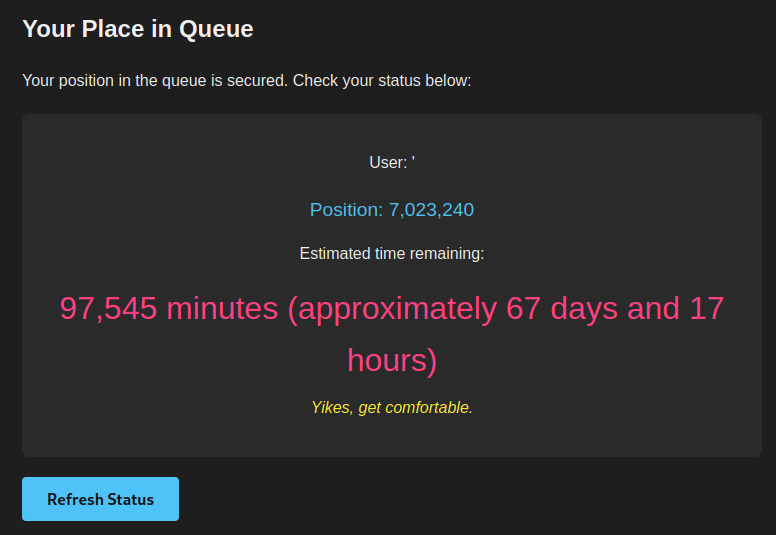 Your Place in Queue
Your position in the queue is secured. Check your status below:
User: '
Position: 7,023,240
Estimated time remaining:
97,545 minutes (approximately 67 days and 17
hours)
Yikes, get comfortable.
Refresh Status